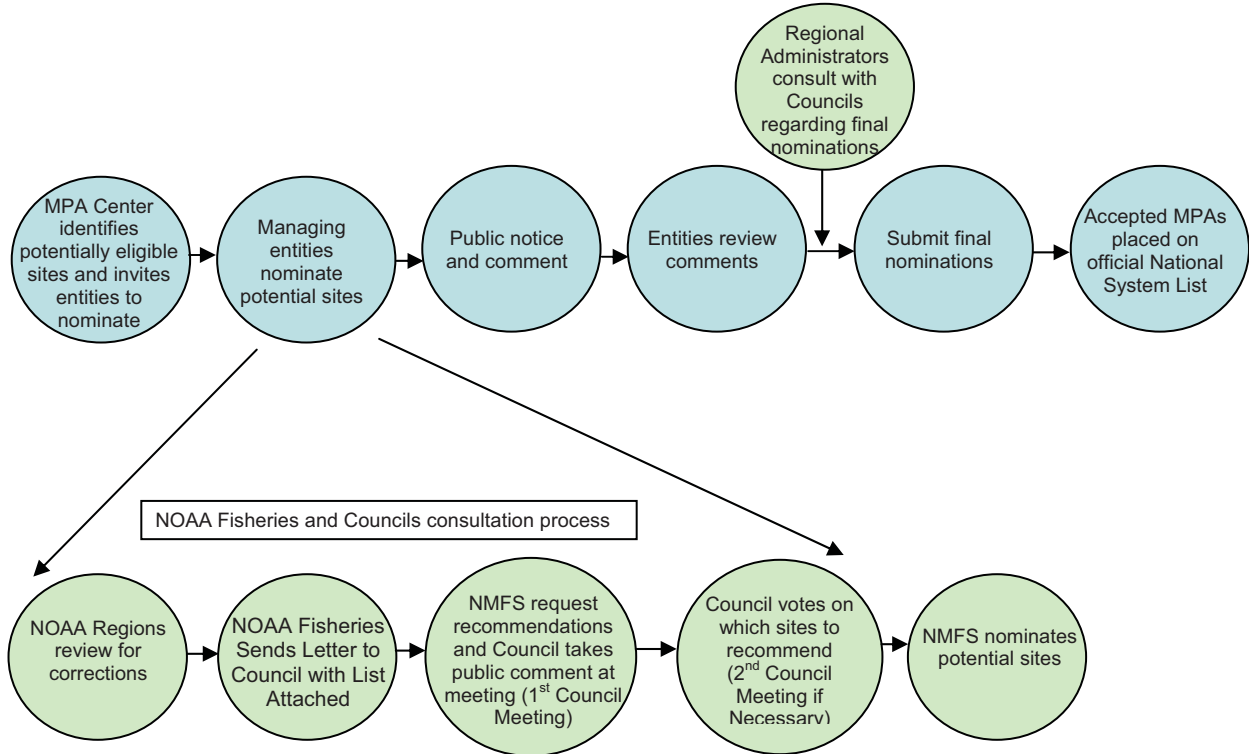 Regional
Administrators
consult with
Councils
regarding final
nominations
MPA Center
identifies
potentially eligible
sites and invites
entities to
nominate
Managing
entities
nominate
potential sites
Public notice
and comment
Entities review
comments
Submit final
nominations
Accepted MPAs
placed on
official National
System List
NOAA Fisheries and Councils consultation process
NOAA Regions
review for
corrections
NOAA Fisheries
Sends Letter to
Council with List
Attached
NMFS request
recommendations
and Council takes
public comment at
meeting (1st Council
Meeting)
Council votes on
which sites to
recommend
(2nd Council
Meeting if
Necessary)
NMFS nominates
potential sites